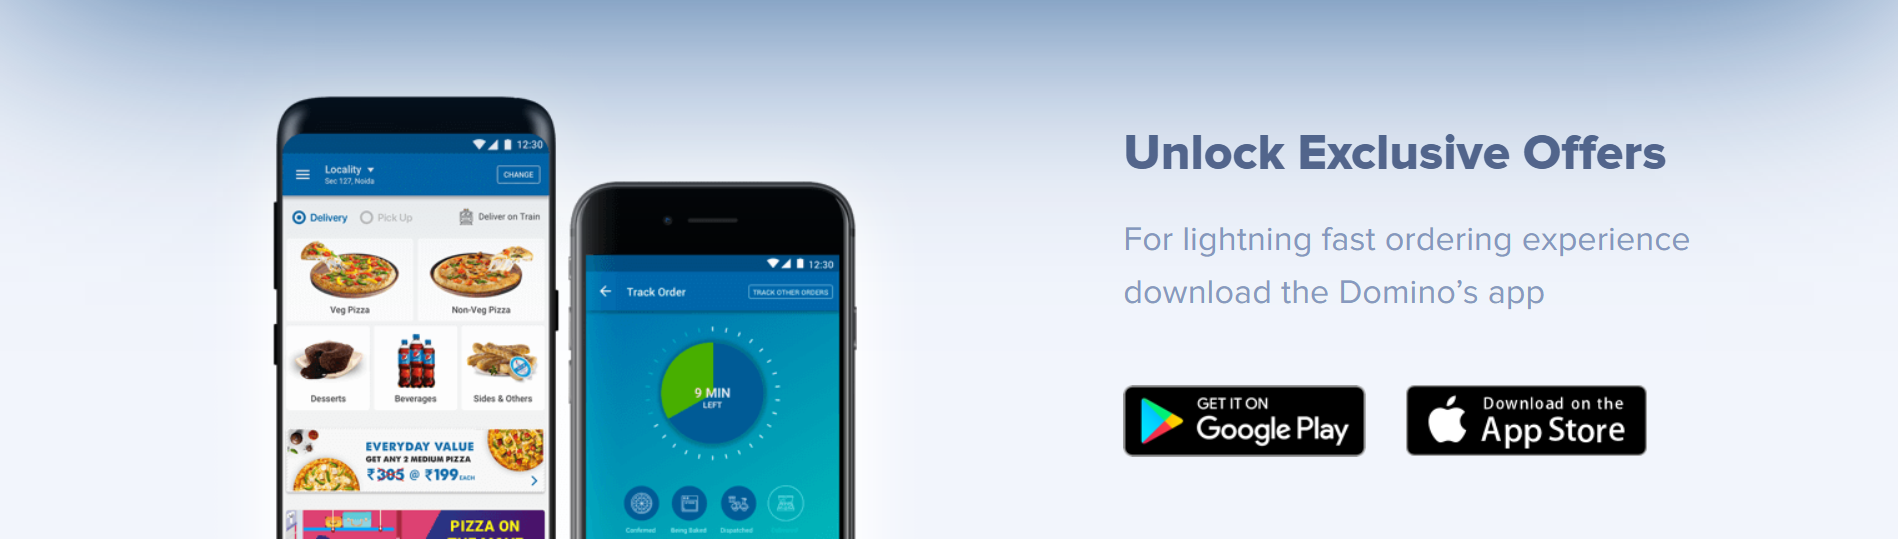 12:30
Locality
Sec 127, Noida
CHANGE
Delivery
Pick Up
Deliver on Train
Veg Pizza
Non-Veg Pizza
Desserts
Beverages
Sides & Others
EVERYDAY VALUE
GET ANY 2 MEDIUM PIZZA
₹305 @ ₹199 EACH
PIZZA ON
12:30
Track Order
TRACK OTHER ORDERS
9 MIN
LEFT
Confirmed
Being Baked
Dispatched
Unlock Exclusive Offers
For lightning fast ordering experience
download the Domino’s app
GET IT ON
Google Play
Download on the
App Store